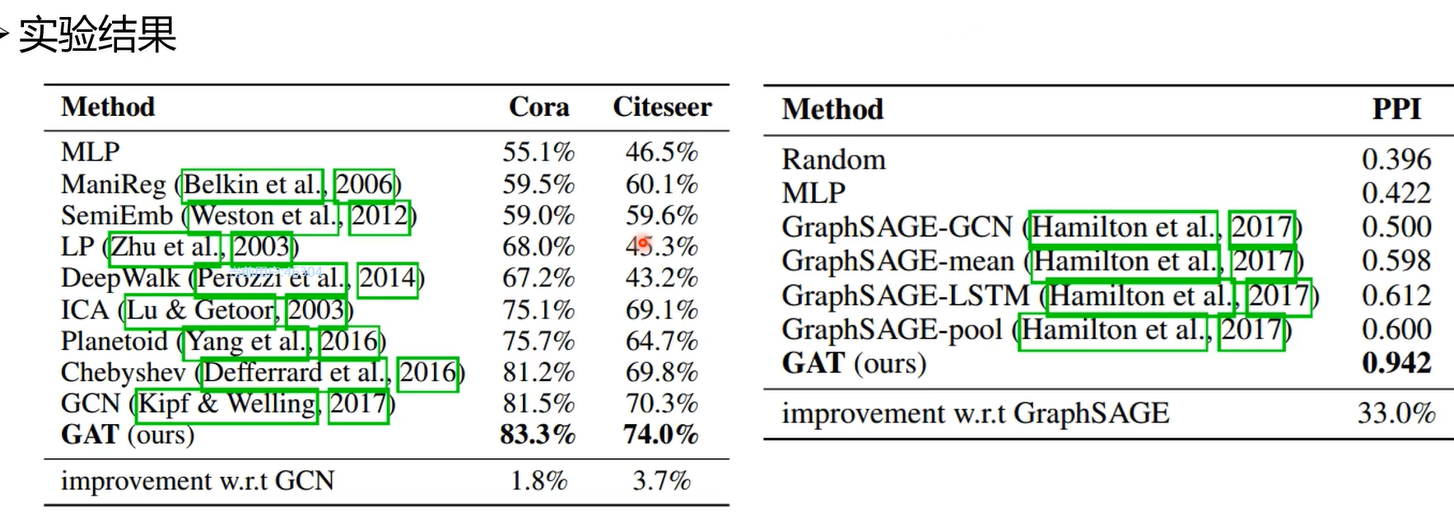 实验结果
Method Cora Citeseer
MLP 55.1% 46.5%
ManiReg (Belkin et al., 2006) 59.5% 60.1%
SemiEmb (Weston et al., 2012) 59.0% 59.6%
LP (Zhu et al., 2003) 68.0% 45.3%
DeepWalk (Perozzi et al., 2014) 67.2% 43.2%
ICA (Lu & Getoor, 2003) 75.1% 69.1%
Planetoid (Yang et al., 2016) 75.7% 64.7%
Chebyshev (Defferrard et al., 2016) 81.2% 69.8%
GCN (Kipf & Welling, 2017) 81.5% 70.3%
GAT (ours) 83.3% 74.0%
improvement w.r.t GCN 1.8% 3.7%
Method PPI
Random 0.396
MLP 0.422
GraphSAGE-GCN (Hamilton et al., 2017) 0.500
GraphSAGE-mean (Hamilton et al., 2017) 0.598
GraphSAGE-LSTM (Hamilton et al., 2017) 0.612
GraphSAGE-pool (Hamilton et al., 2017) 0.600
GAT (ours) 0.942
improvement w.r.t GraphSAGE 33.0%